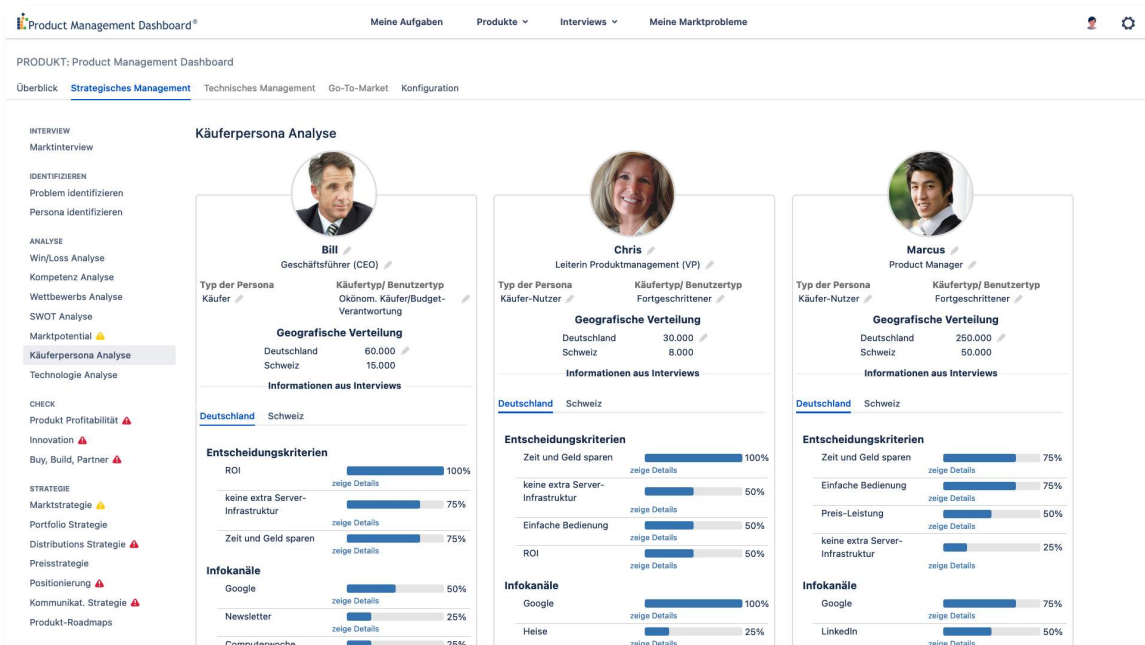 Product Management Dashboard®
Meine Aufgaben
Produkte
Interviews
Meine Marktprobleme
PRODUKT: Product Management Dashboard
Überblick
Strategisches Management
Technisches Management
Go-To-Market
Konfiguration
INTERVIEW
Marktinterview
IDENTIFIZIEREN
Problem identifizieren
Persona identifizieren
ANALYSE
Win/Loss Analyse
Kompetenz Analyse
Wettbewerbs Analyse
SWOT Analyse
Marktpotential
Käuferpersona Analyse
Technologie Analyse
CHECK
Produkt Profitabilität
Innovation
Buy, Build, Partner
STRATEGIE
Marktstrategie
Portfolio Strategie
Distributions Strategie
Preisstrategie
Positionierung
Kommunikat. Strategie
Produkt-Roadmaps
Käuferpersona Analyse
Bill
Geschäftsführer (CEO)
Typ der Persona
Käufertyp/ Benutzertyp
Käufer
Okönom. Käufer/Budget-
Verantwortung
Geografische Verteilung
Deutschland 60.000
Schweiz 15.000
Informationen aus Interviews
Deutschland Schweiz
Entscheidungskriterien
ROI 100%
zeige Details
keine extra Server-
Infrastruktur 75%
zeige Details
Zeit und Geld sparen 75%
zeige Details
Infokanäle
Google 50%
zeige Details
Newsletter 25%
zeige Details
Computerwoche 25%
Chris
Leiterin Produktmanagement (VP)
Typ der Persona
Käufertyp/ Benutzertyp
Käufer-Nutzer
Fortgeschrittener
Geografische Verteilung
Deutschland 30.000
Schweiz 8.000
Informationen aus Interviews
Deutschland Schweiz
Entscheidungskriterien
Zeit und Geld sparen 100%
zeige Details
keine extra Server-
Infrastruktur 50%
zeige Details
Einfache Bedienung 50%
zeige Details
ROI 50%
zeige Details
Infokanäle
Google 100%
zeige Details
Heise 25%
zeige Details
Marcus
Product Manager
Typ der Persona
Käufertyp/ Benutzertyp
Käufer-Nutzer
Fortgeschrittener
Geografische Verteilung
Deutschland 250.000
Schweiz 50.000
Informationen aus Interviews
Deutschland Schweiz
Entscheidungskriterien
Zeit und Geld sparen 75%
zeige Details
Einfache Bedienung 75%
zeige Details
Preis-Leistung 50%
zeige Details
keine extra Server-
Infrastruktur 25%
zeige Details
Infokanäle
Google 75%
zeige Details
LinkedIn 50%
zeige Details